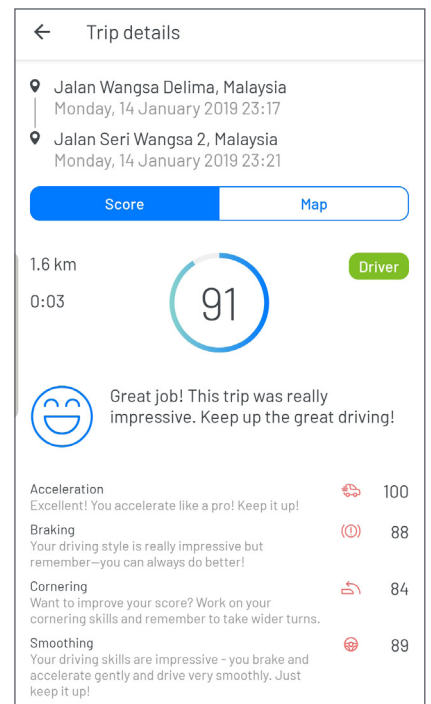 Trip details
Jalan Wangsa Delima, Malaysia
Monday, 14 January 2019 23:17
Jalan Seri Wangsa 2, Malaysia
Monday, 14 January 2019 23:21
Score
Map
1.6 km
0:03
91
Driver
Great job! This trip was really
impressive. Keep up the great driving!
Acceleration
Excellent! You accelerate like a pro! Keep it up!
100
Braking
Your driving style is really impressive but
remember—you can always do better!
88
Cornering
Want to improve your score? Work on your
cornering skills and remember to take wider turns.
84
Smoothing
Your driving skills are impressive - you brake and
accelerate gently and drive very smoothly. Just
keep it up!
89